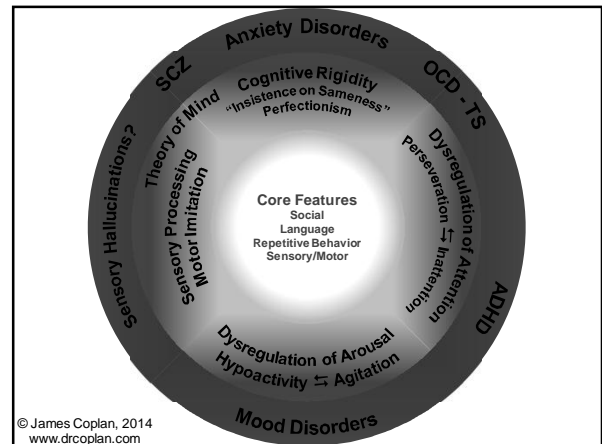 Anxiety Disorders
SCZ
OCD - TS
Cognitive Rigidity
“Insistence on Sameness”
Perfectionism
Theory of Mind
Sensory Hallucinations?
Sensory Processing
Motor Imitation
Core Features
Social
Language
Repetitive Behavior
Sensory/Motor
Dysregulation of Attention
Perseveration ⇆ Inattention
ADHD
Dysregulation of Arousal
Hypoactivity ⇆ Agitation
Mood Disorders
© James Coplan, 2014
www.drcoplan.com